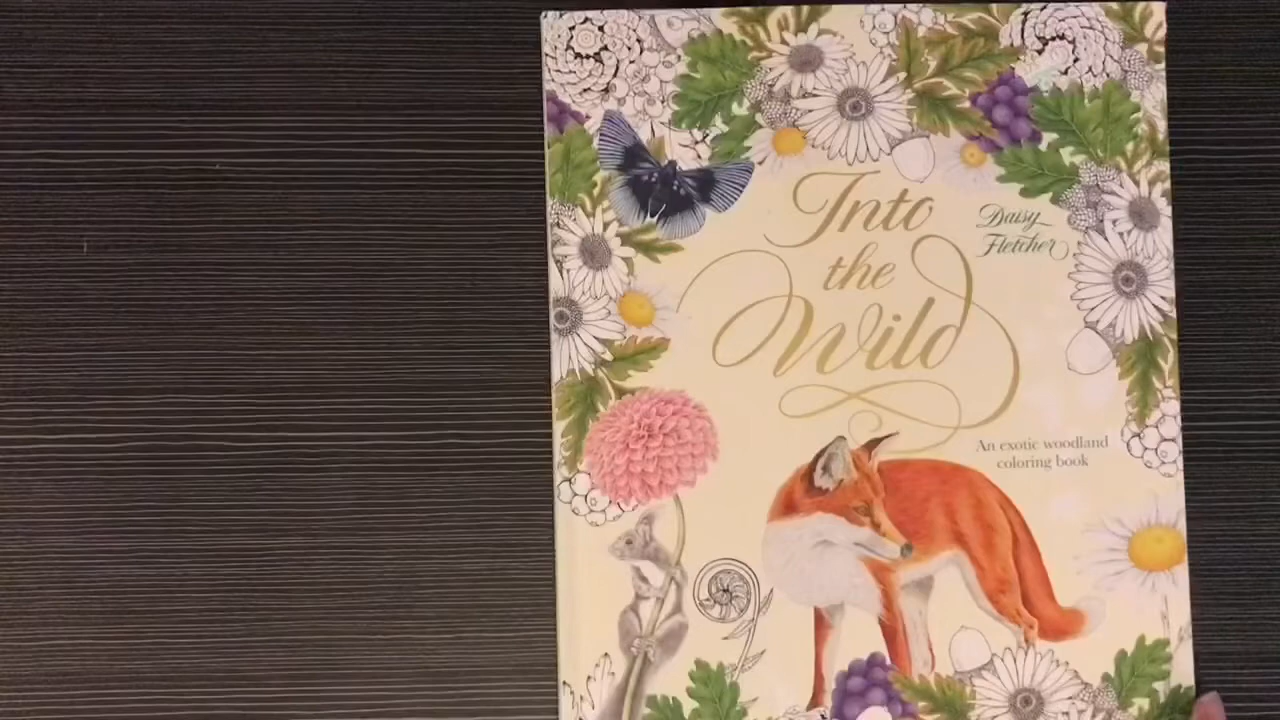 Into
the
Wild
Daisy
Fletcher
An exotic woodland
coloring book